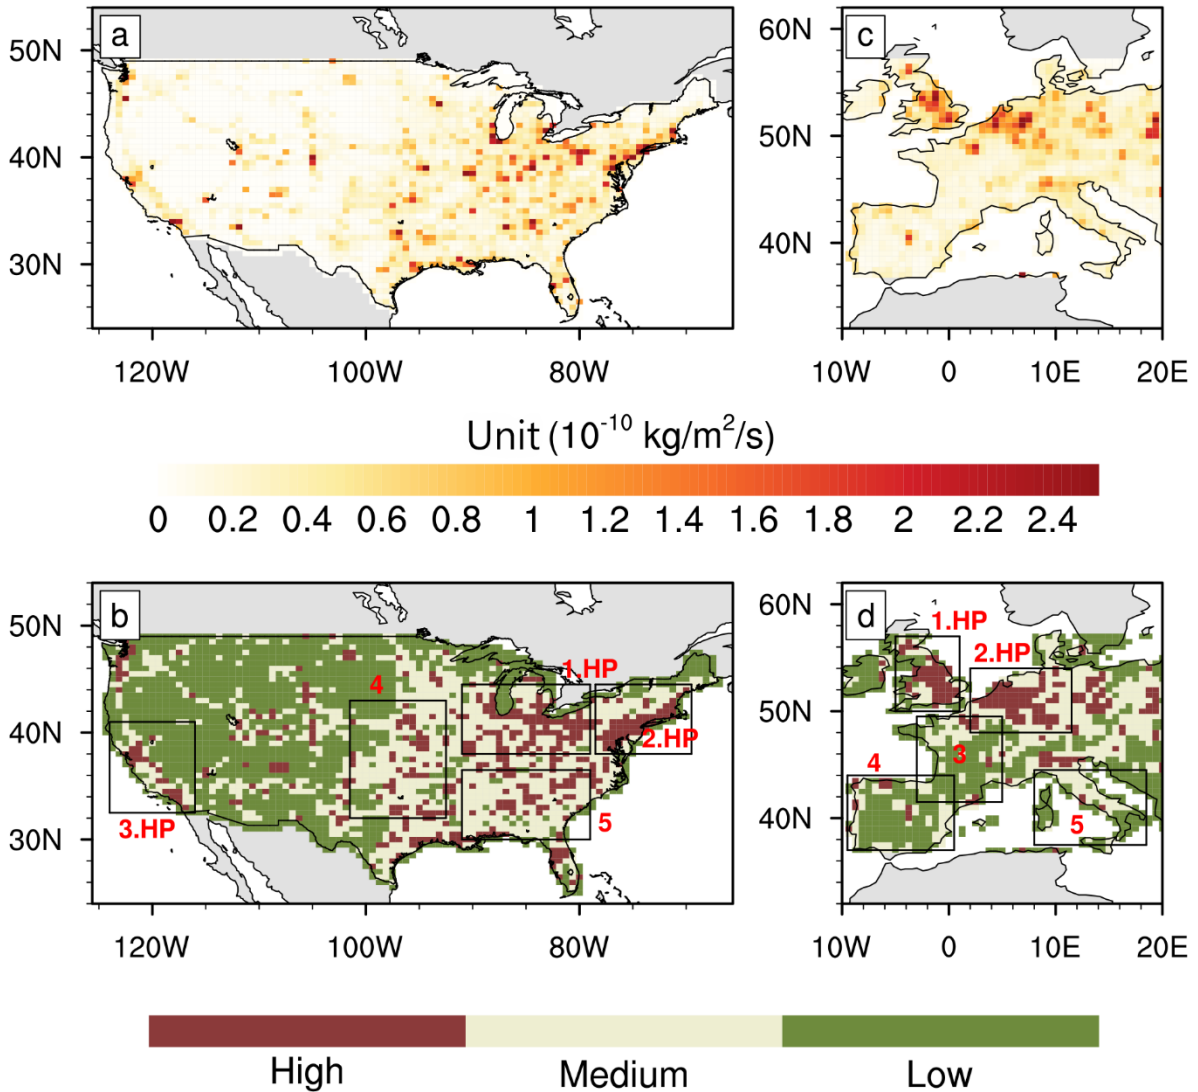 a
c
50N
40N
30N
60N
50N
40N
120W
100W
80W
10W
0
10E
20E
Unit (10⁻¹⁰ kg/m²/s)
0 0.2 0.4 0.6 0.8 1 1.2 1.4 1.6 1.8 2 2.2 2.4
b
d
50N
40N
30N
1.HP
2.HP
3.HP
4
5
60N
50N
40N
1.HP
2.HP
3
4
5
120W
100W
80W
10W
0
10E
20E
High Medium Low